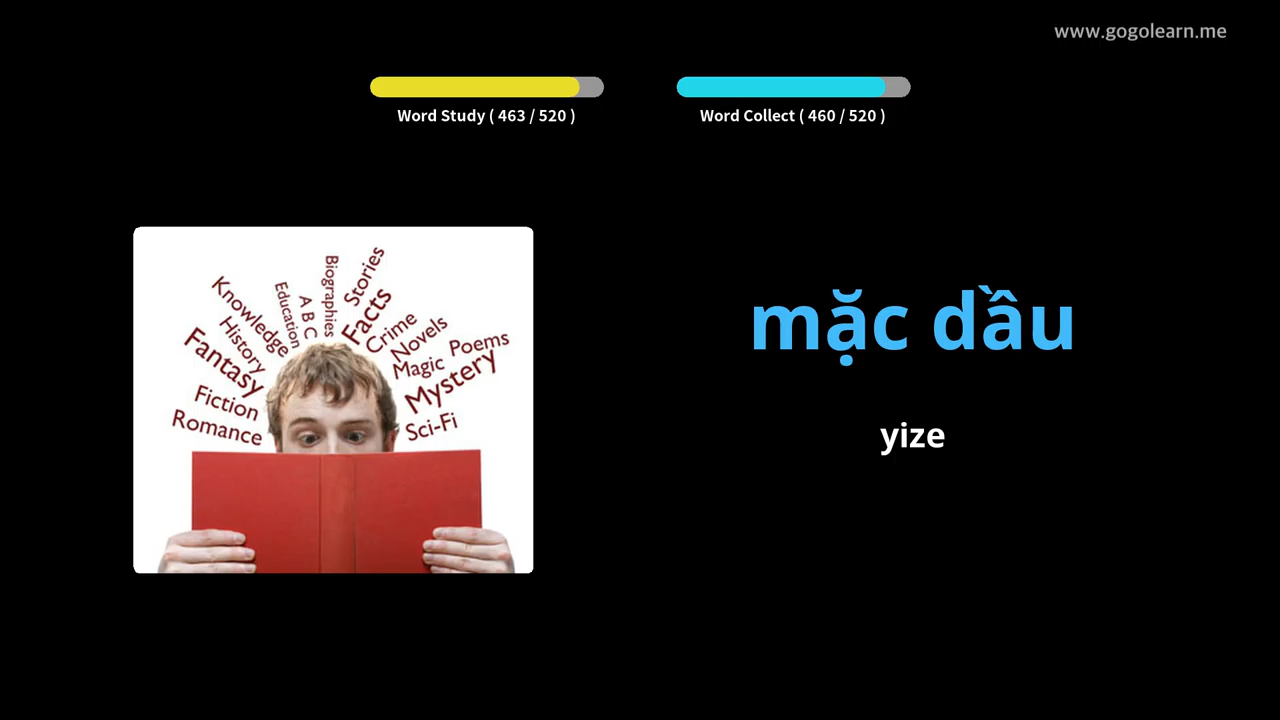 www.gogolearn.me
Word Study ( 463 / 520 )
Word Collect ( 460 / 520 )
Biographies
Stories
Knowledge
Education
A B C
Facts
History
Crime
Novels
Fantasy
Magic
Poems
Mystery
Fiction
Romance
Sci-Fi
mặc dầu
yize